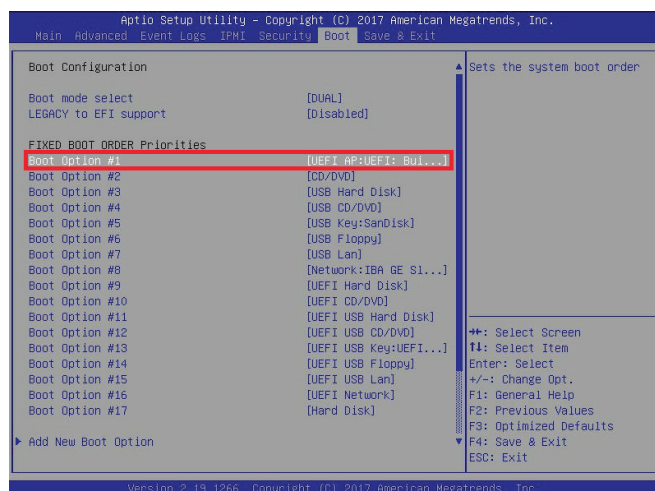 Aptio Setup Utility – Copyright (C) 2017 American Megatrends, Inc.
Main Advanced Event Logs IPMI Security Boot Save & Exit
Boot Configuration
Boot mode select [DUAL]
LEGACY to EFI support [Disabled]
FIXED BOOT ORDER Priorities
Boot Option #1 [UEFI AP:UEFI: Bui...]
Boot Option #2 [CD/DVD]
Boot Option #3 [USB Hard Disk]
Boot Option #4 [USB CD/DVD]
Boot Option #5 [USB Key:SanDisk]
Boot Option #6 [USB Floppy]
Boot Option #7 [USB Lan]
Boot Option #8 [Network:IBA GE Sl...]
Boot Option #9 [UEFI Hard Disk]
Boot Option #10 [UEFI CD/DVD]
Boot Option #11 [UEFI USB Hard Disk]
Boot Option #12 [UEFI USB CD/DVD]
Boot Option #13 [UEFI USB Key:UEFI...]
Boot Option #14 [UEFI USB Floppy]
Boot Option #15 [UEFI USB Lan]
Boot Option #16 [UEFI Network]
Boot Option #17 [Hard Disk]
Add New Boot Option
Sets the system boot order
→←: Select Screen
↑↓: Select Item
Enter: Select
+/-: Change Opt.
F1: General Help
F2: Previous Values
F3: Optimized Defaults
F4: Save & Exit
ESC: Exit
Version 2.19.1266. Copyright (C) 2017 American Megatrends, Inc.